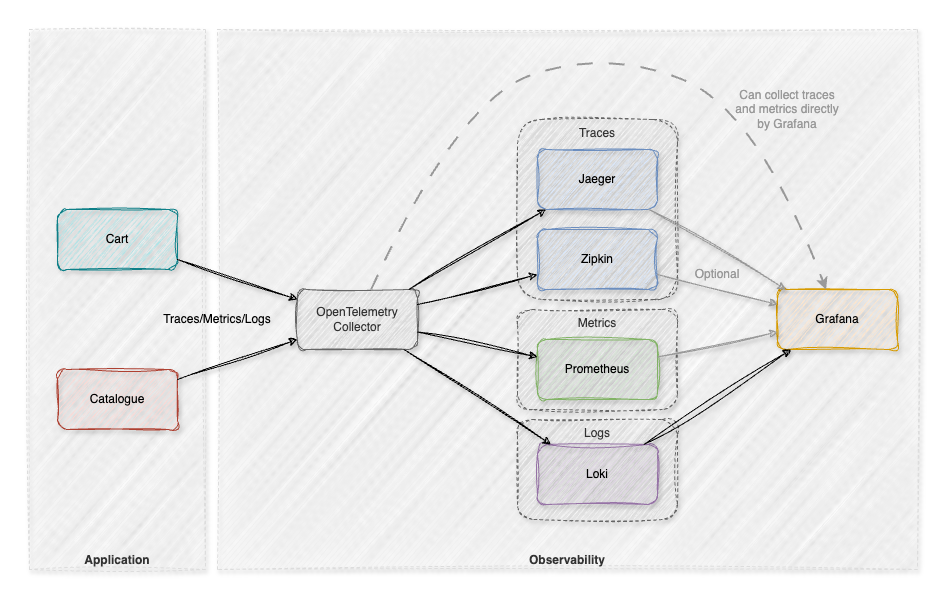 Can collect traces
and metrics directly
by Grafana
Traces
Jaeger
Cart
Zipkin
Optional
Traces/Metrics/Logs
OpenTelemetry
Collector
Grafana
Metrics
Prometheus
Catalogue
Logs
Loki
Application
Observability